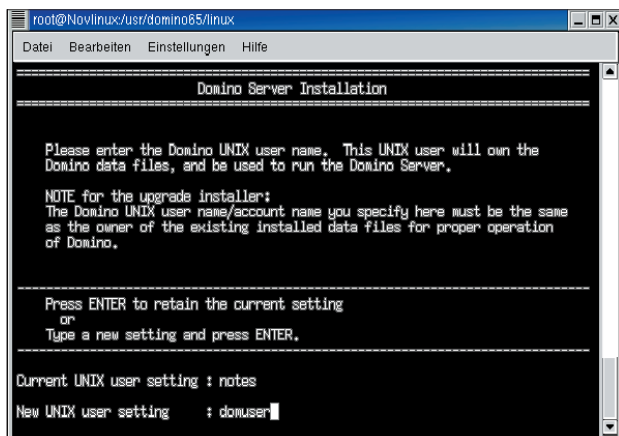 root@Novlinux:/usr/domino65/linux
Datei Bearbeiten Einstellungen Hilfe
Domino Server Installation
Please enter the Domino UNIX user name. This UNIX user will own the
Domino data files, and be used to run the Domino Server.
NOTE for the upgrade installer:
The Domino UNIX user name/account name you specify here must be the same
as the owner of the existing installed data files for proper operation
of Domino.
Press ENTER to retain the current setting
or
Type a new setting and press ENTER.
Current UNIX user setting : notes
New UNIX user setting : domuser